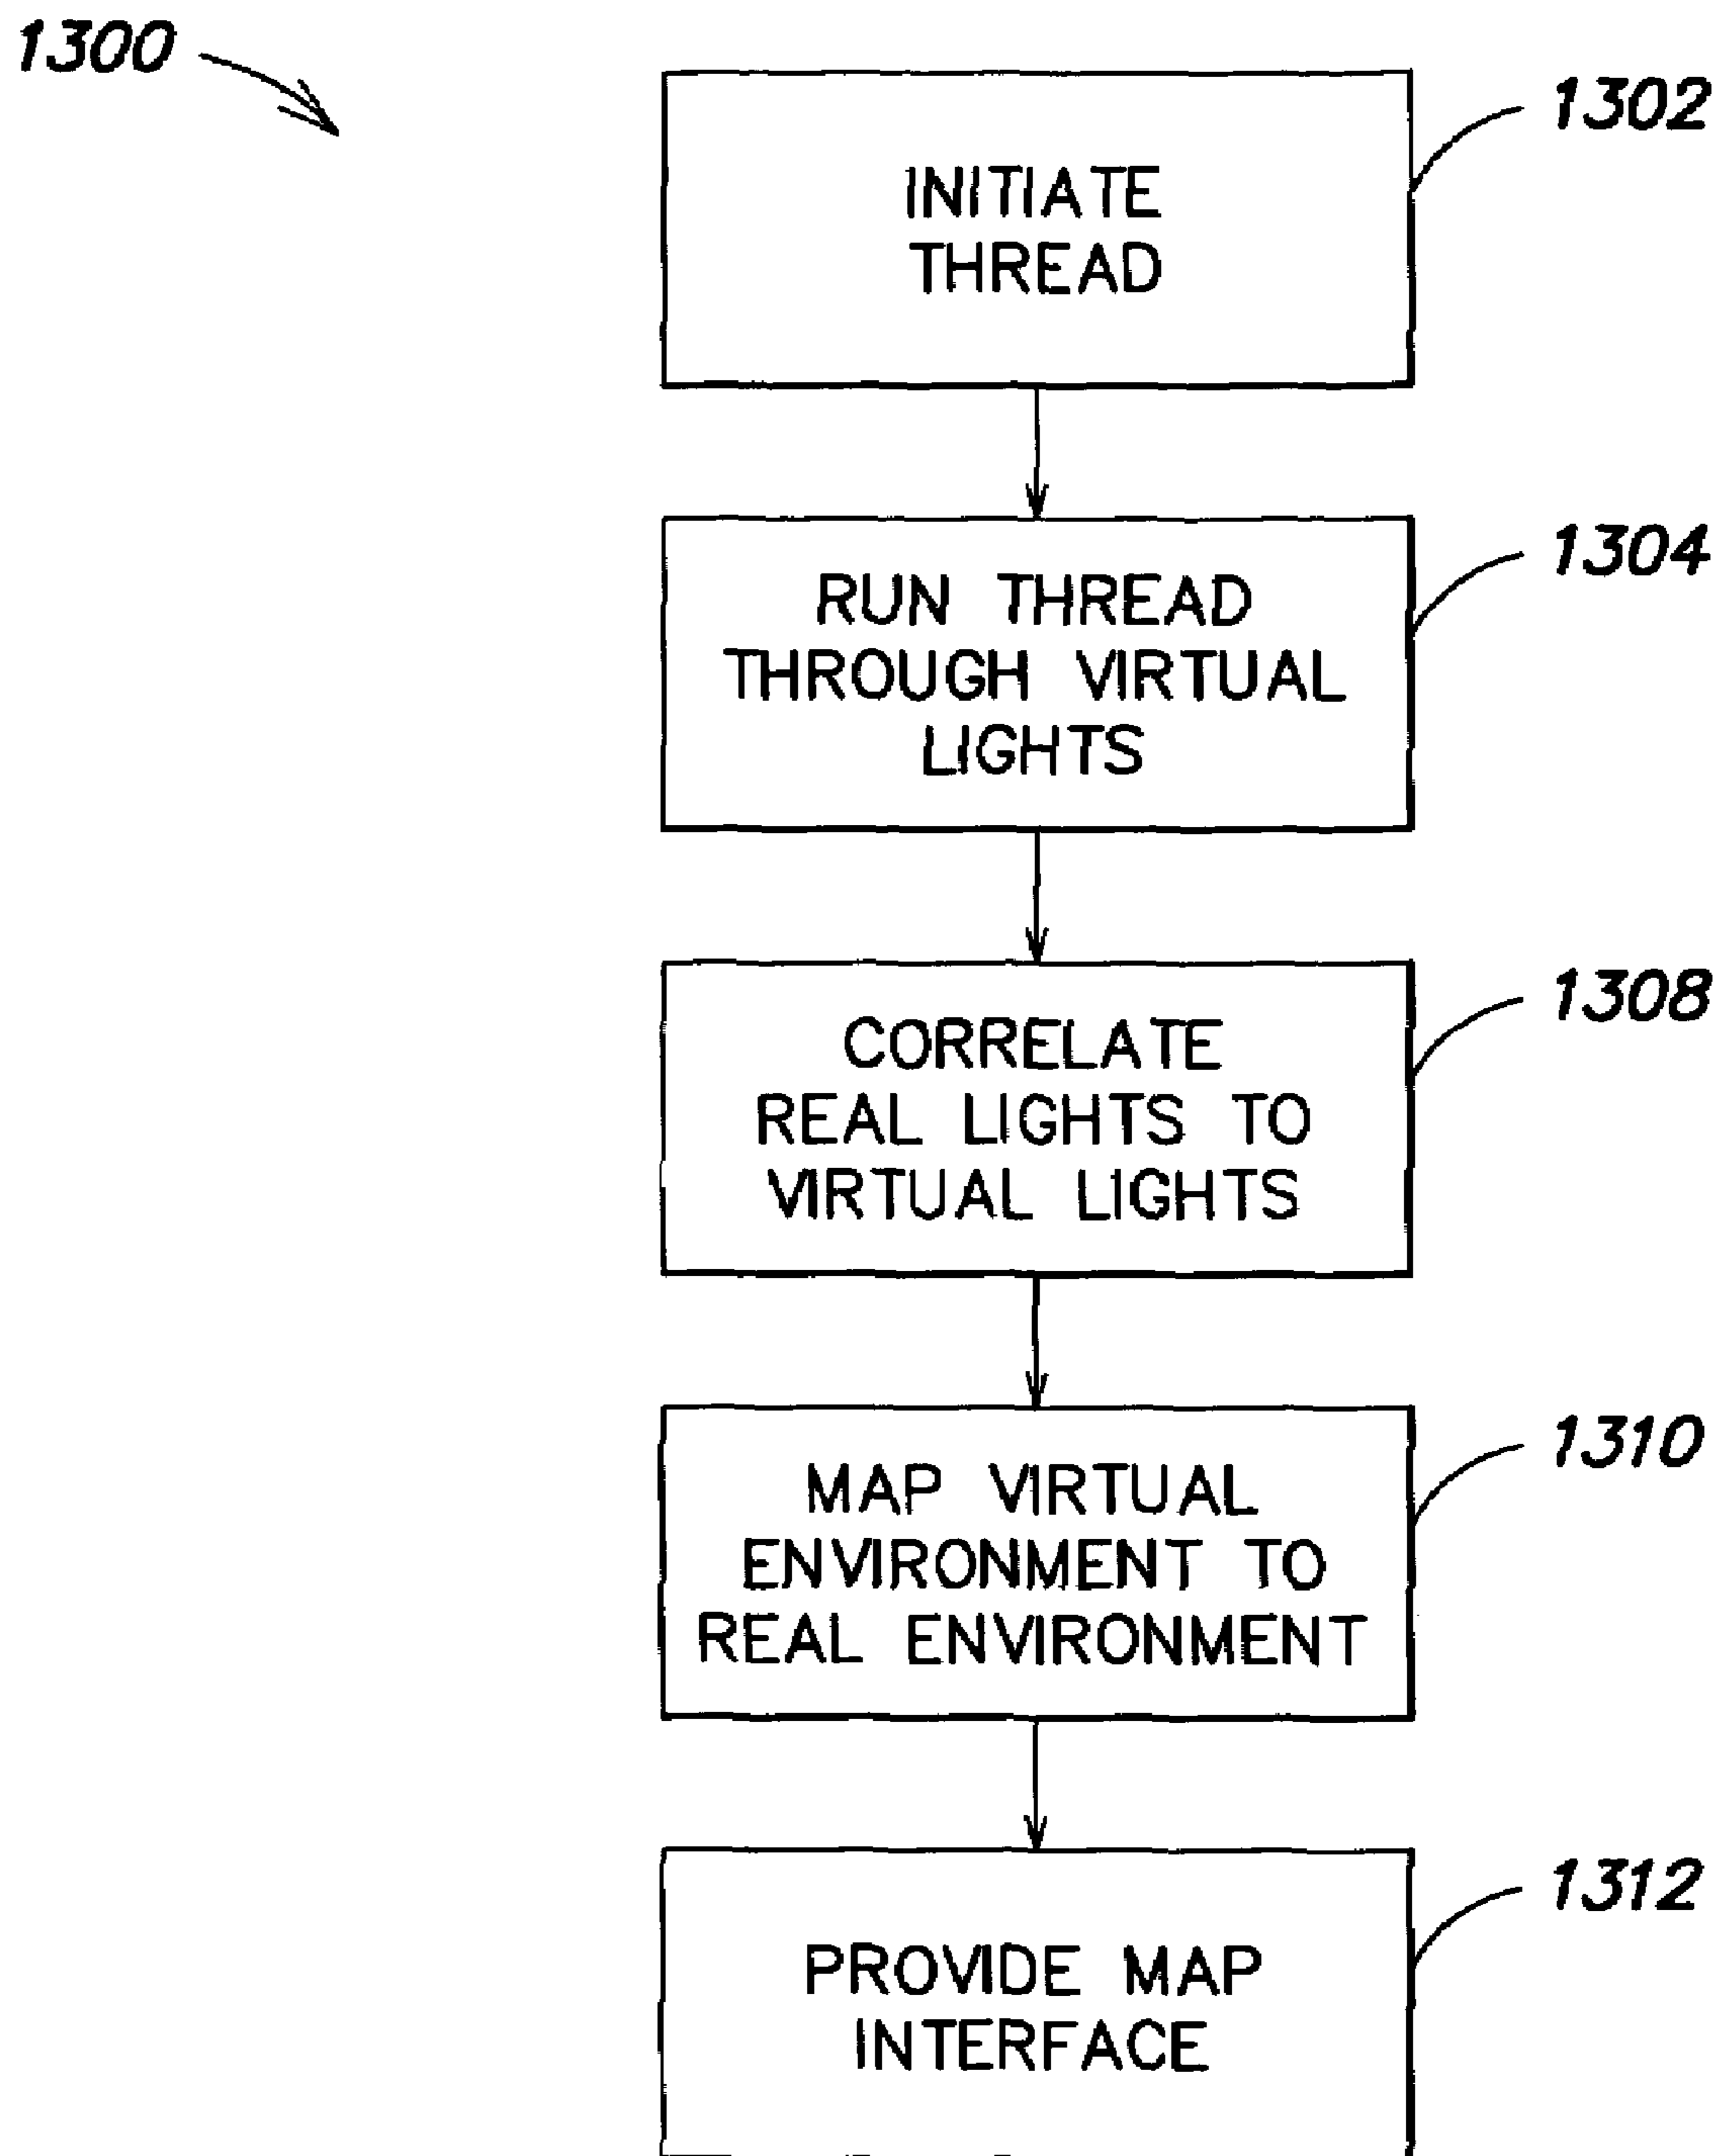 1300
1302
INITIATE
THREAD
1304
RUN THREAD
THROUGH VIRTUAL
LIGHTS
1308
CORRELATE
REAL LIGHTS TO
VIRTUAL LIGHTS
1310
MAP VIRTUAL
ENVIRONMENT TO
REAL ENVIRONMENT
1312
PROVIDE MAP
INTERFACE